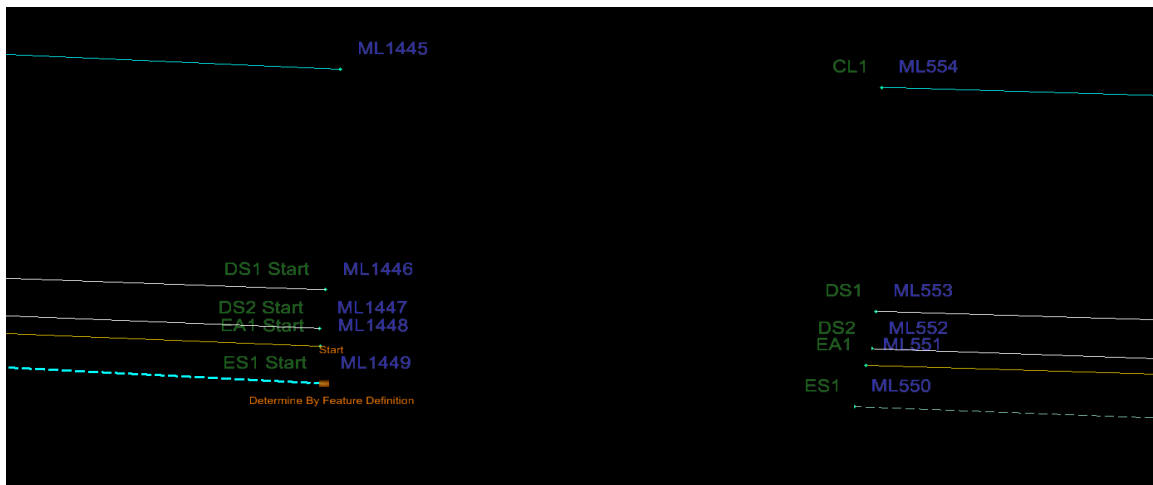 ML1445
CL1 ML554
DS1 Start ML1446
DS1 ML553
DS2 Start ML1447
DS2 ML552
EA1 Start ML1448
EA1 ML551
Start
ES1 Start ML1449
ES1 ML550
Determine By Feature Definition